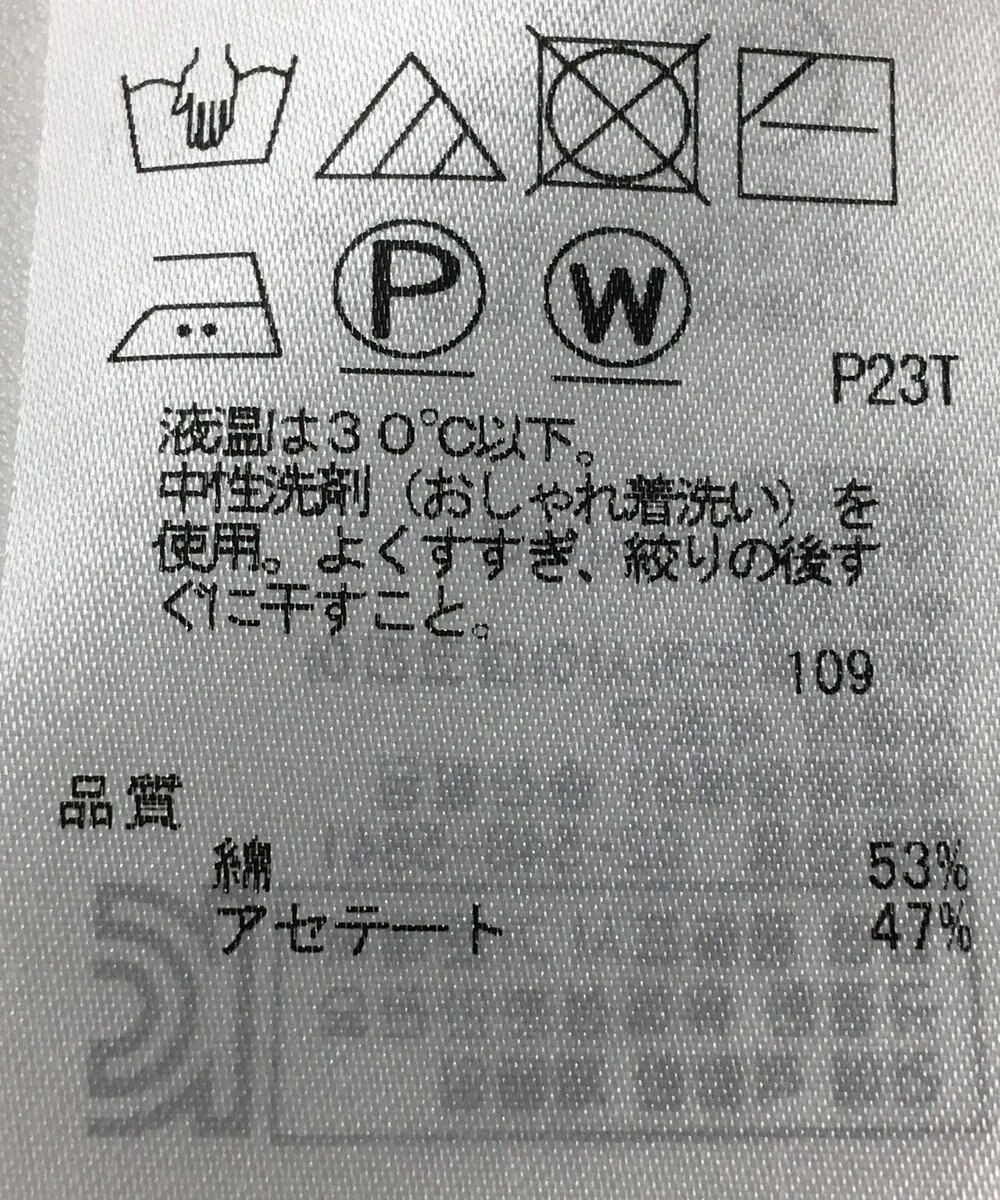 P
W
P23T
液温は３０℃以下。
中性洗剤（おしゃれ着洗い）を
使用。よくすすぎ、絞りの後す
ぐに干すこと。
109
品質
綿 53%
アセテート 47%